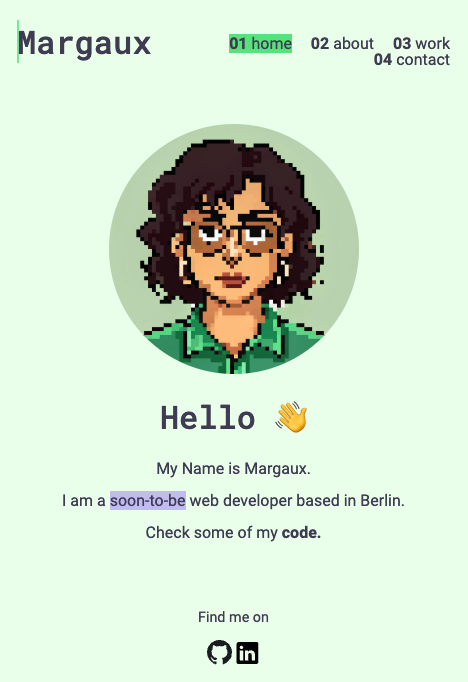 Margaux
01 home 02 about 03 work
04 contact
Hello 👋
My Name is Margaux.
I am a soon-to-be web developer based in Berlin.
Check some of my code.
Find me on
in